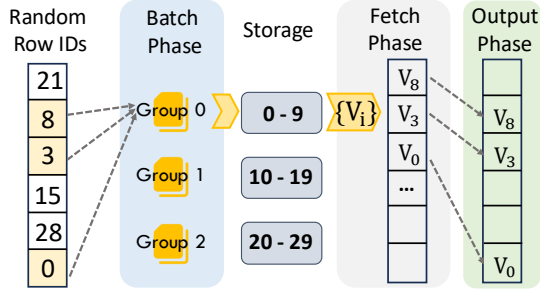 Random
Row IDs
21
8
3
15
28
0
Batch
Phase
Group 0
Group 1
Group 2
Storage
0 - 9
10 - 19
20 - 29
{Vᵢ}
Fetch
Phase
V₈
V₃
V₀
...
Output
Phase
V₈
V₃
V₀